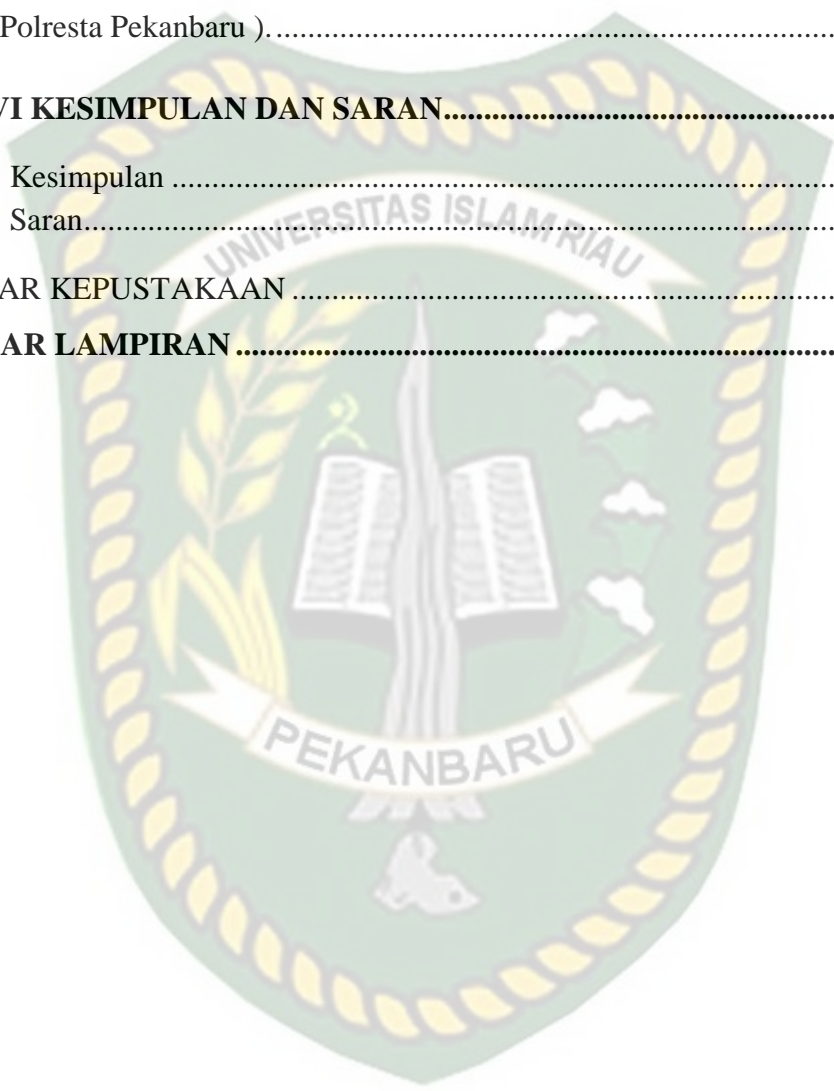 Polresta Pekanbaru )...............................................................................
VI KESIMPULAN DAN SARAN..................................................
Kesimpulan ....................................................................................
Saran................................................................................................
UNIVERSITAS ISLAM RIAU
AR KEPUSTAKAAN .....................................................................
AR LAMPIRAN .............................................................................
PEKANBARU